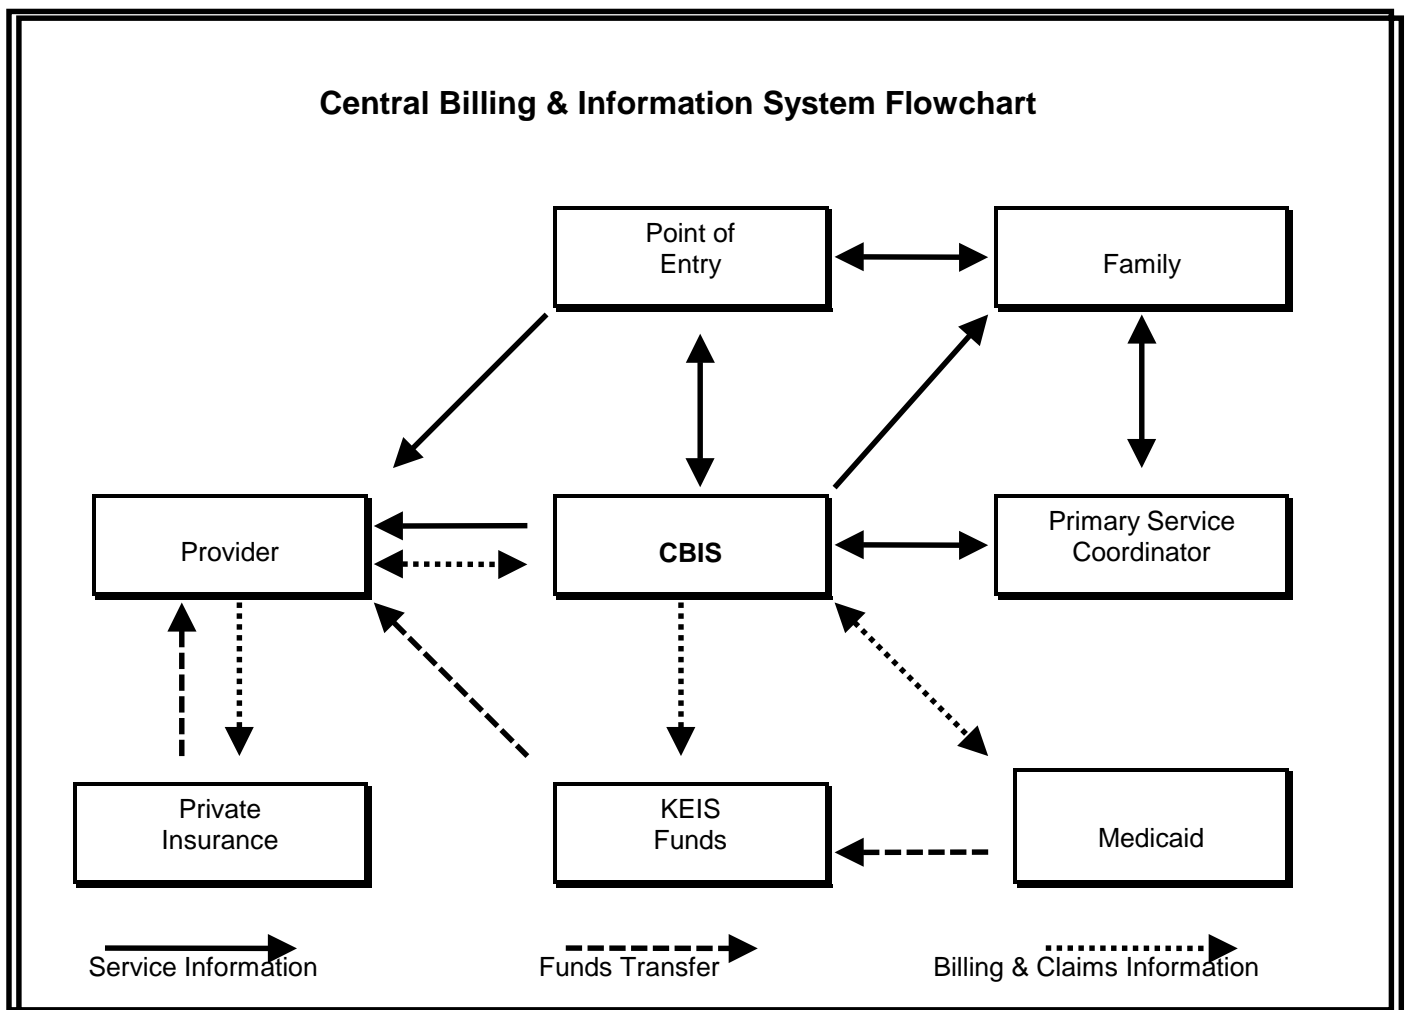 Central Billing & Information System Flowchart
Point of
Entry
Family
Provider
CBIS
Primary Service
Coordinator
Private
Insurance
KEIS
Funds
Medicaid
Service Information
Funds Transfer
Billing & Claims Information